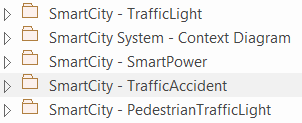 SmartCity - TrafficLight
SmartCity System - Context Diagram
SmartCity - SmartPower
SmartCity - TrafficAccident
SmartCity - PedestrianTrafficLight